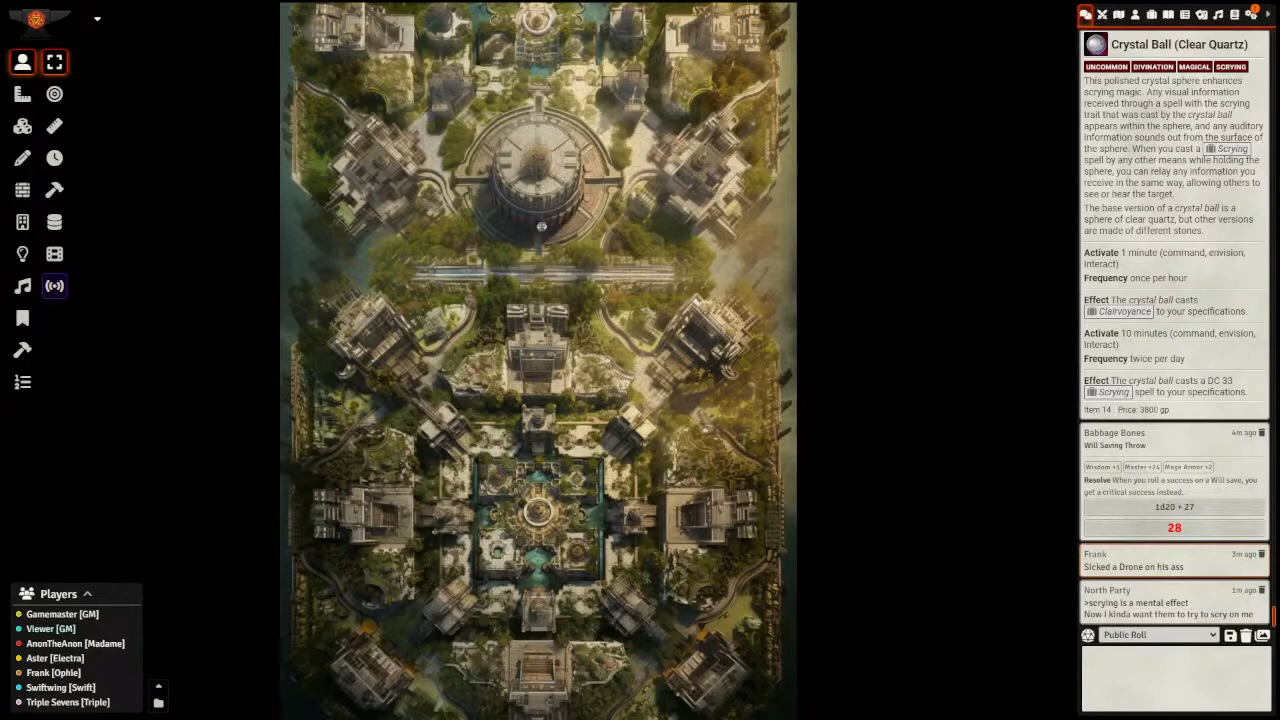 Crystal Ball (Clear Quartz)
UNCOMMON DIVINATION MAGICAL SCRYING
This polished crystal sphere enhances
scrying magic. Any visual information
received through a spell with the scrying
trait that was cast by the crystal ball
appears within the sphere, and any auditory
information sounds out from the surface of
the sphere. When you cast a Scrying
spell by any other means while holding the
sphere, you can relay any information you
receive in the same way, allowing others to
see or hear the target.
The base version of a crystal ball is a
sphere of clear quartz, but other versions
are made of different stones.
Activate 1 minute (command, envision,
Interact)
Frequency once per hour
Effect The crystal ball casts
Clairvoyance to your specifications.
Activate 10 minutes (command, envision,
Interact)
Frequency twice per day
Effect The crystal ball casts a DC 33
Scrying spell to your specifications.
Item 14 Price: 3800 gp
Babbage Bones 4m ago
Will Saving Throw
Wisdom +1 Master +24 Mage Armor +2
Resolve When you roll a success on a Will save, you
get a critical success instead.
1d20 + 27
28
Frank 3m ago
Sicked a Drone on his ass
North Party 1m ago
>scrying is a mental effect
Now I kinda want them to try to scry on me
Public Roll
Players
Gamemaster [GM]
Viewer [GM]
AnonTheAnon [Madame]
Aster [Electra]
Frank [Ophle]
Swiftwing [Swift]
Triple Sevens [Triple]